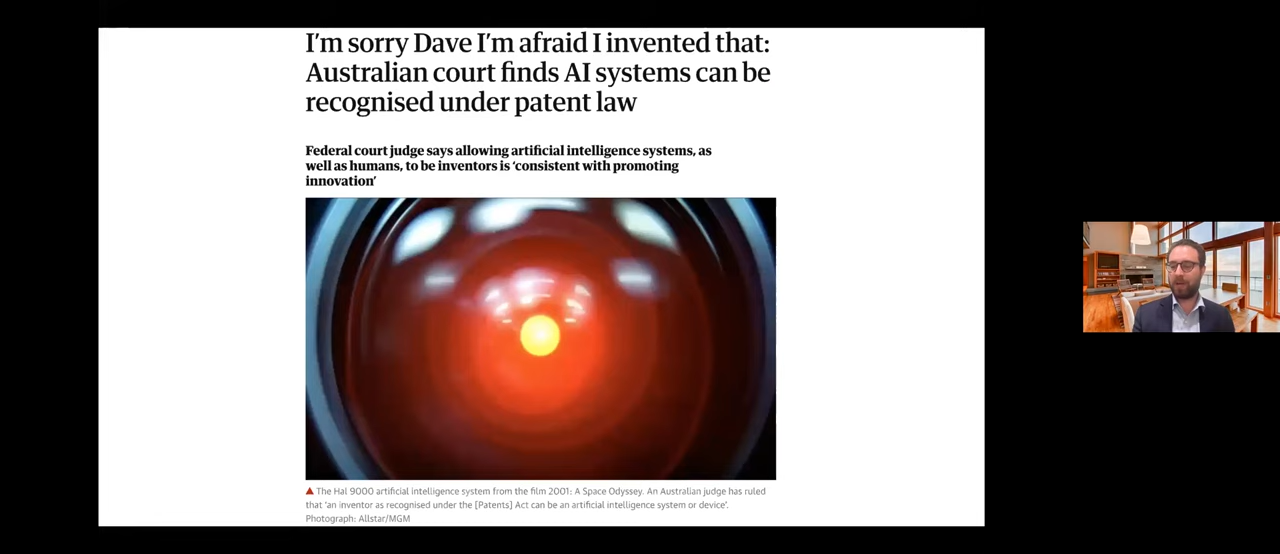 I'm sorry Dave I'm afraid I invented that:
Australian court finds AI systems can be
recognised under patent law
Federal court judge says allowing artificial intelligence systems, as
well as humans, to be inventors is 'consistent with promoting
innovation'
▲ The Hal 9000 artificial intelligence system from the film 2001: A Space Odyssey. An Australian judge has ruled
that 'an inventor as recognised under the [Patents] Act can be an artificial intelligence system or device'.
Photograph: Allstar/MGM